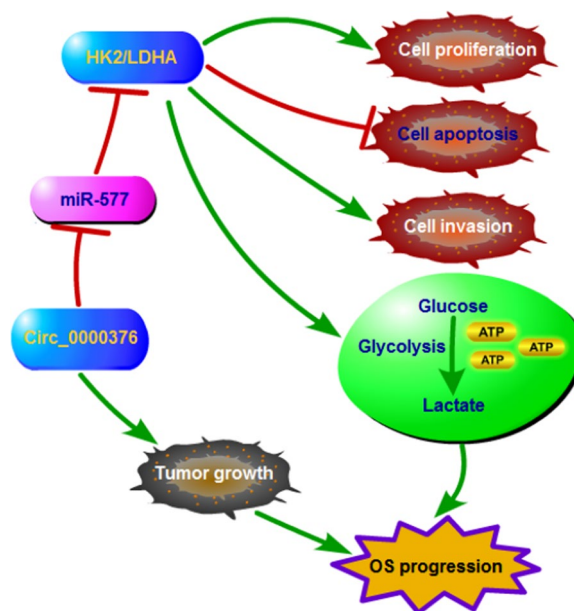 HK2/LDHA
Cell proliferation
Cell apoptosis
miR-577
Cell invasion
Circ_0000376
Glucose
Glycolysis
ATP
ATP
ATP
Lactate
Tumor growth
OS progression